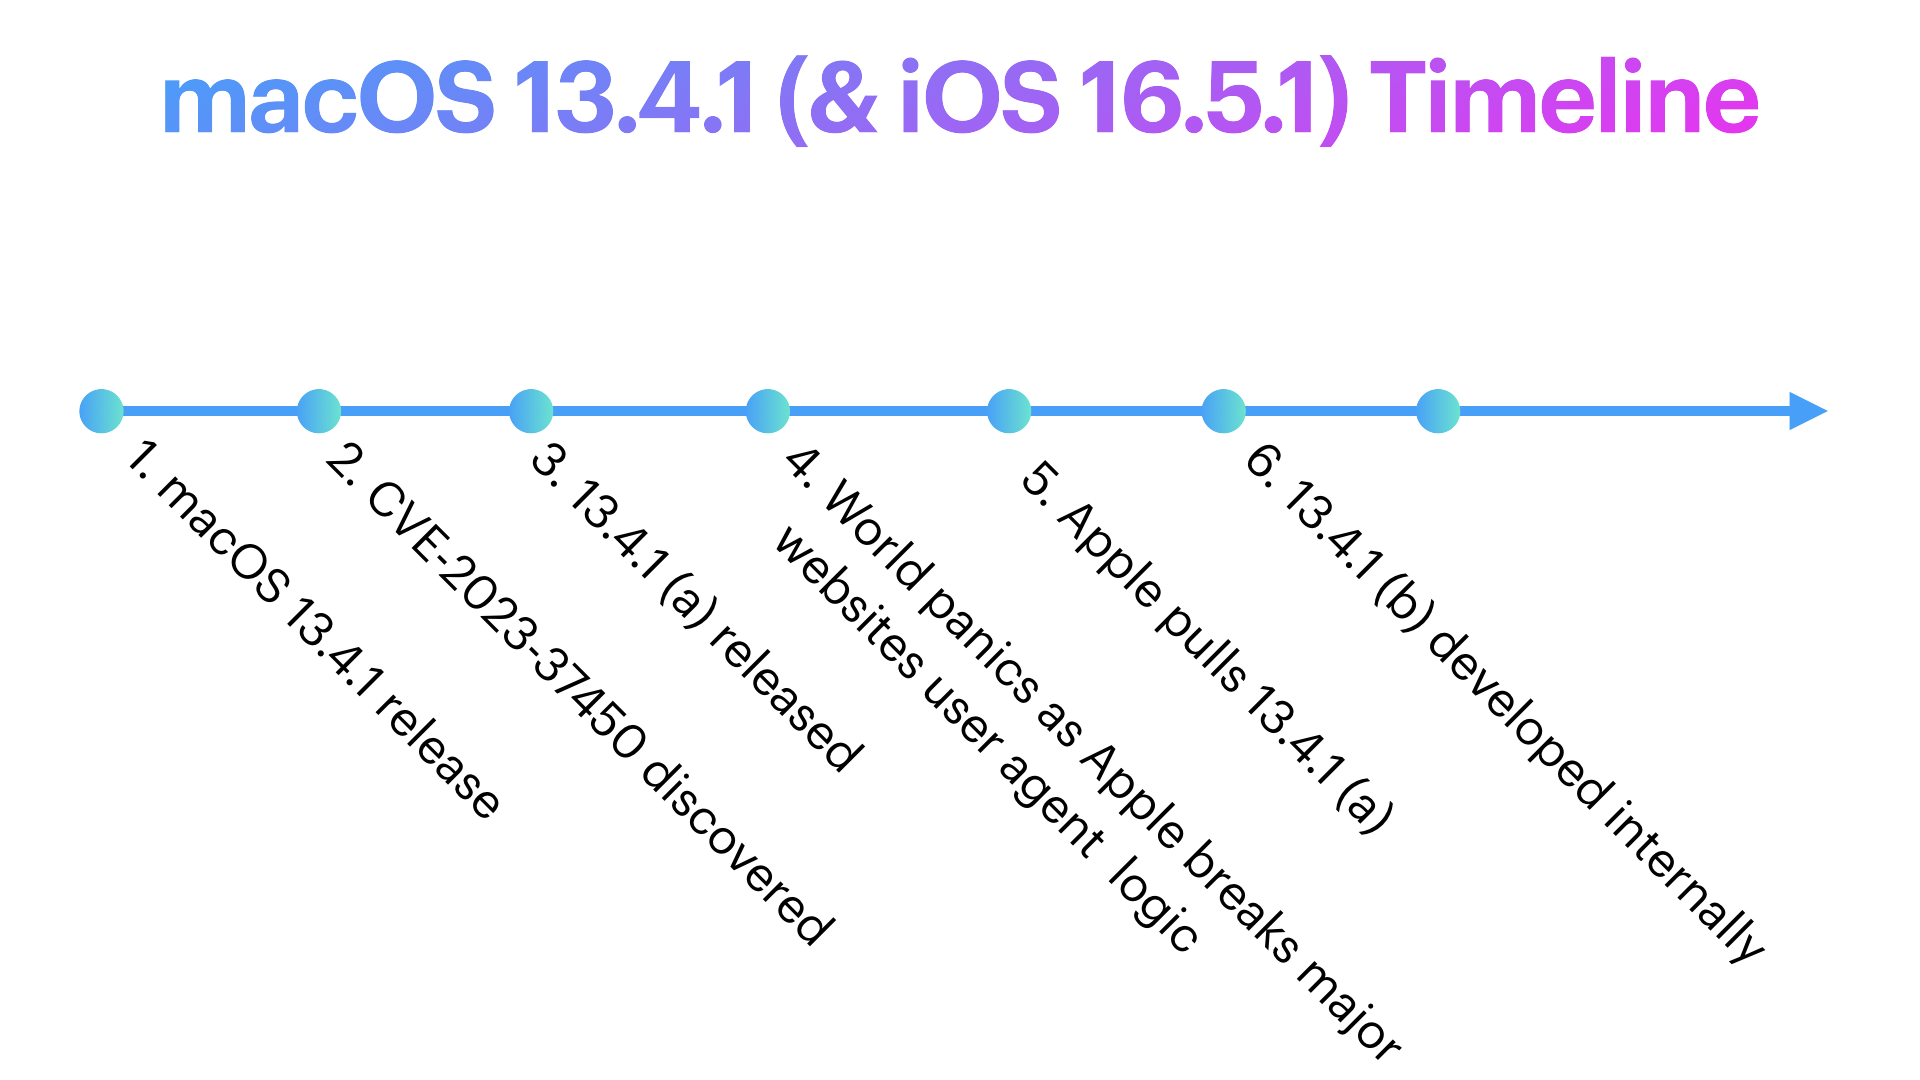 macOS 13.4.1 (& iOS 16.5.1) Timeline
1. macOS 13.4.1 release
2. CVE-2023-37450 discovered
3. 13.4.1 (a) released
4. World panics as Apple breaks major
websites user agent  logic
5. Apple pulls 13.4.1 (a)
6. 13.4.1 (b) developed internally